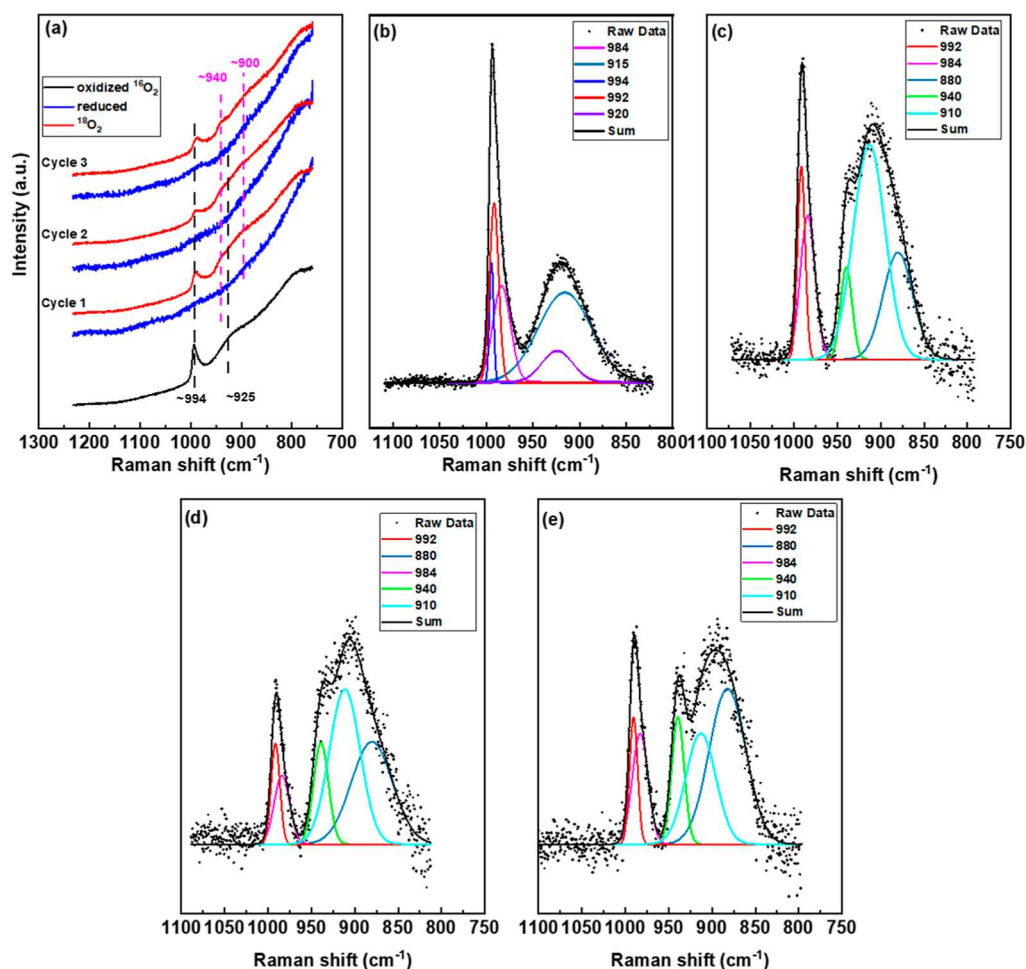 (a)
~900
~940
oxidized ¹⁶O₂
reduced
¹⁸O₂
Cycle 3
Cycle 2
Cycle 1
~994
~925
Intensity (a.u.)
1300 1200 1100 1000 900 800 700
Raman shift (cm⁻¹)
(b)
Raw Data
984
915
994
992
920
Sum
1100 1050 1000 950 900 850 800
Raman shift (cm⁻¹)
(c)
Raw Data
992
984
880
940
910
Sum
1100 1050 1000 950 900 850 800 750
Raman shift (cm⁻¹)
(d)
Raw Data
992
880
984
940
910
Sum
1100 1050 1000 950 900 850 800 750
Raman shift (cm⁻¹)
(e)
Raw Data
992
880
984
940
910
Sum
1100 1050 1000 950 900 850 800 750
Raman shift (cm⁻¹)